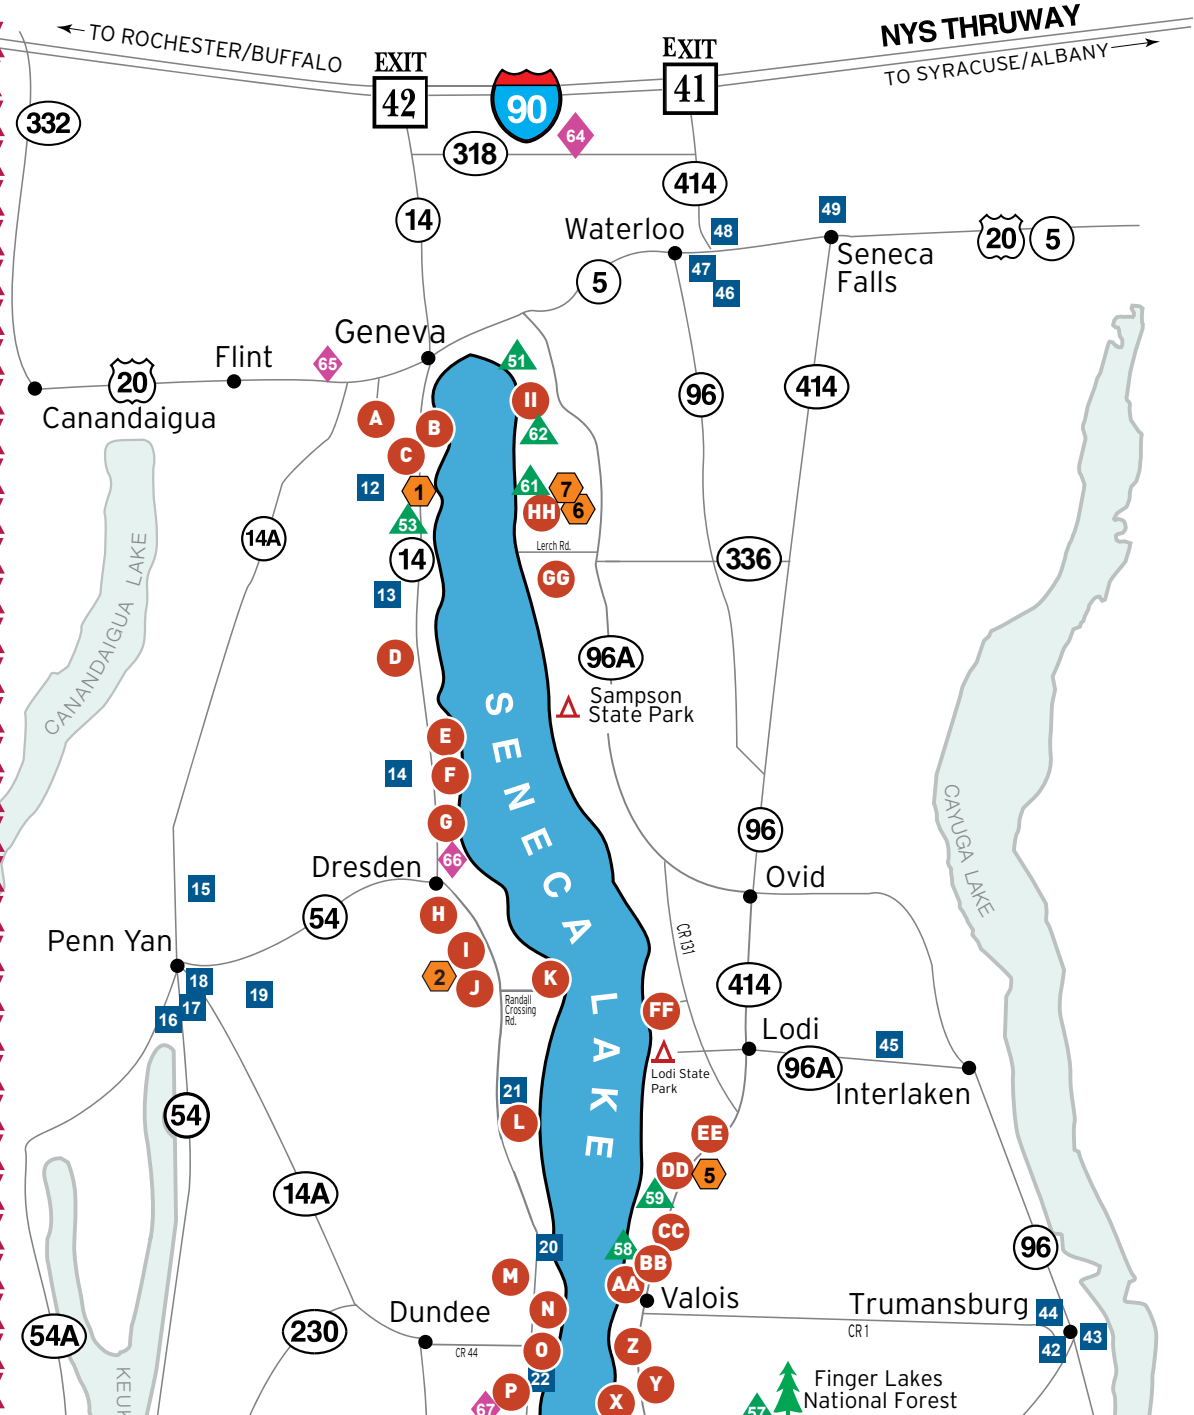 NYS THRUWAY
TO ROCHESTER/BUFFALO
TO SYRACUSE/ALBANY
EXIT
42
EXIT
41
90
64
332
318
414
14
49
Waterloo
48
20
5
Seneca
Falls
47
46
5
Geneva
Flint
65
51
20
Canandaigua
96
414
A
B
II
62
C
12
1
61
7
HH
6
53
14A
14
Lerch Rd.
336
GG
13
CANANDAIGUA LAKE
D
96A
Sampson
State Park
SENECA LAKE
E
14
F
G
96
CAYUGA LAKE
66
Dresden
Ovid
15
54
H
CR 131
Penn Yan
I
2
J
K
18
19
17
16
414
Randall
Crossing
Rd.
FF
Lodi
45
96A
Interlaken
Lodi State
Park
21
L
54
EE
DD
5
59
14A
CC
20
58
BB
96
M
AA
Valois
N
Trumansburg
44
43
42
CR 1
Dundee
230
54A
CR 44
O
Z
22
P
Y
X
67
KEUK
Finger Lakes
National Forest
57